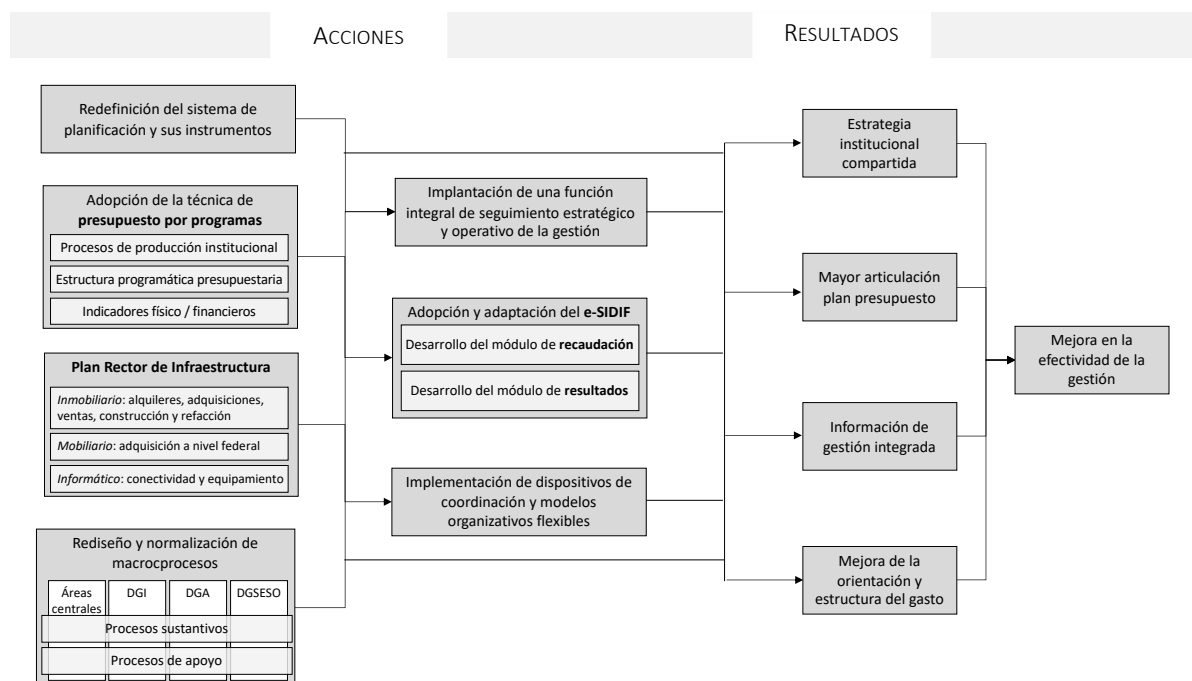 ACCIONES
RESULTADOS
Redefinición del sistema de
planificación y sus instrumentos
Adopción de la técnica de
presupuesto por programas
Procesos de producción institucional
Estructura programática presupuestaria
Indicadores físico / financieros
Plan Rector de Infraestructura
Inmobiliario: alquileres, adquisiciones,
ventas, construcción y refacción
Mobiliario: adquisición a nivel federal
Informático: conectividad y equipamiento
Rediseño y normalización de
macroprocesos
Áreas
centrales
DGI
DGA
DGSESO
Procesos sustantivos
Procesos de apoyo
Implantación de una función
integral de seguimiento estratégico
y operativo de la gestión
Adopción y adaptación del e-SIDIF
Desarrollo del módulo de recaudación
Desarrollo del módulo de resultados
Implementación de dispositivos de
coordinación y modelos
organizativos flexibles
Estrategia
institucional
compartida
Mayor articulación
plan presupuesto
Información de
gestión integrada
Mejora de la
orientación y
estructura del gasto
Mejora en la
efectividad de la
gestión